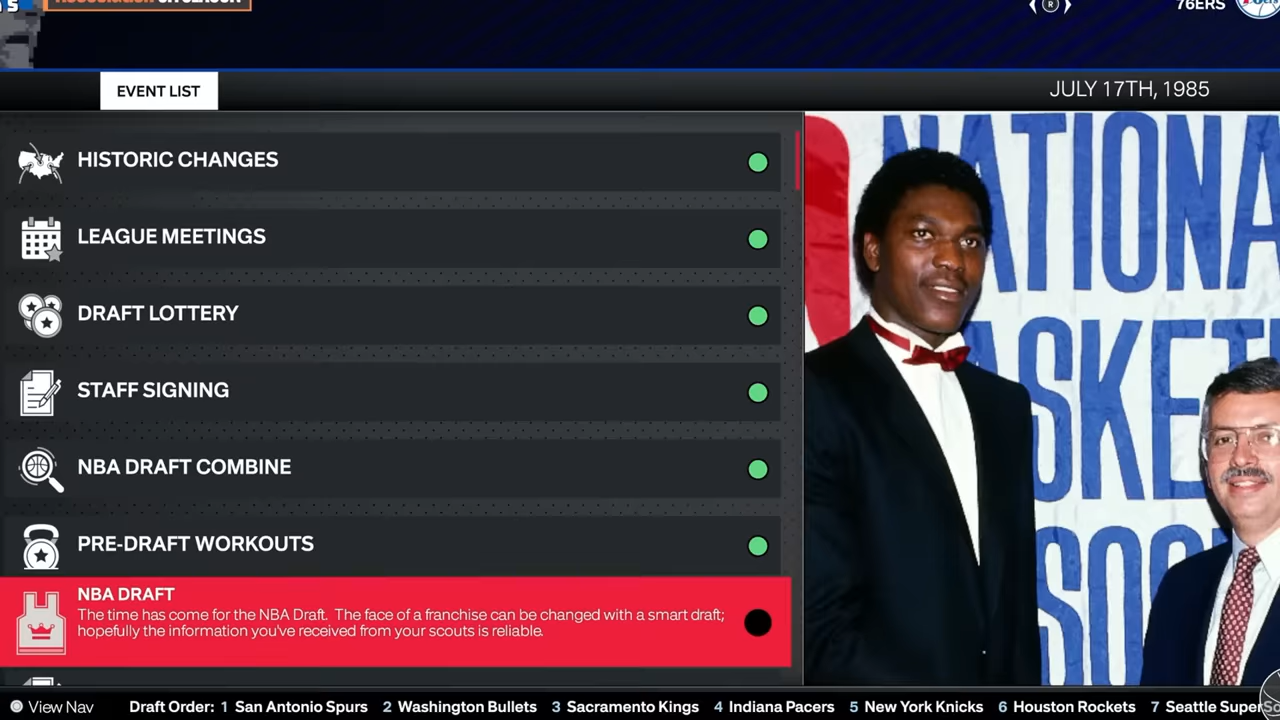 76ERS
EVENT LIST
JULY 17TH, 1985
HISTORIC CHANGES
LEAGUE MEETINGS
DRAFT LOTTERY
STAFF SIGNING
NBA DRAFT COMBINE
PRE-DRAFT WORKOUTS
NBA DRAFT
The time has come for the NBA Draft. The face of a franchise can be changed with a smart draft;
hopefully the information you've received from your scouts is reliable.
NATIONA
BASKET
View Nav Draft Order: 1 San Antonio Spurs 2 Washington Bullets 3 Sacramento Kings 4 Indiana Pacers 5 New York Knicks 6 Houston Rockets 7 Seattle Super